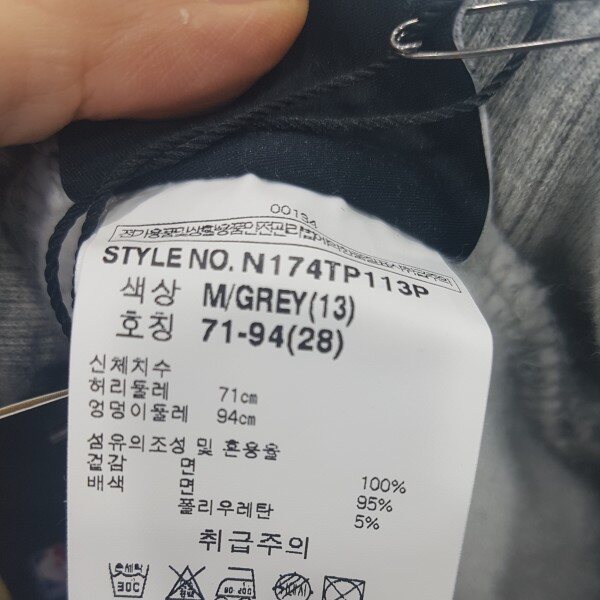 00134
STYLE NO. N174TP113P
색상 M/GREY(13)
호칭 71-94(28)
신체치수
허리둘레 71cm
엉덩이둘레 94cm
섬유의조성 및 혼용율
겉감 면 100%
배색 면 95%
폴리우레탄 5%
취급주의
30C